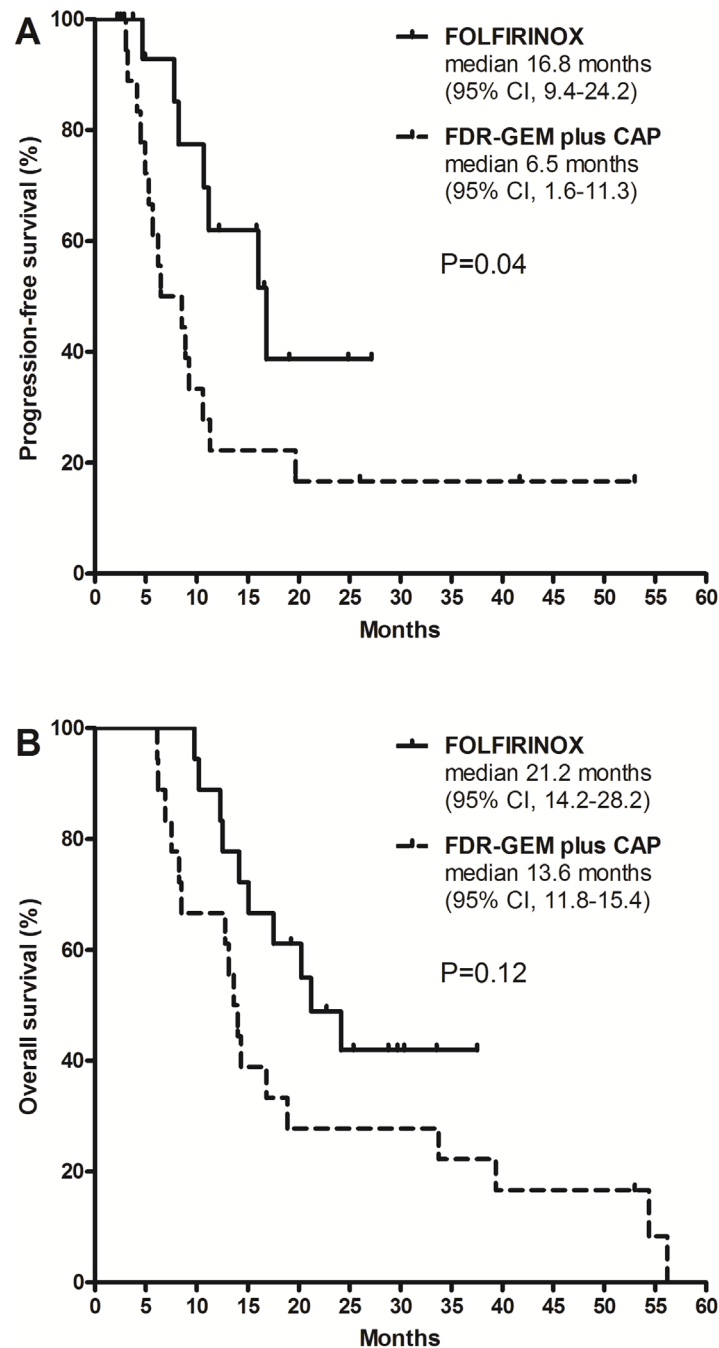 A
FOLFIRINOX
median 16.8 months
(95% CI, 9.4-24.2)
FDR-GEM plus CAP
median 6.5 months
(95% CI, 1.6-11.3)
P=0.04
Progression-free survival (%)
100
80
60
40
20
0
0 5 10 15 20 25 30 35 40 45 50 55 60
Months
B
FOLFIRINOX
median 21.2 months
(95% CI, 14.2-28.2)
FDR-GEM plus CAP
median 13.6 months
(95% CI, 11.8-15.4)
P=0.12
Overall survival (%)
100
80
60
40
20
0
0 5 10 15 20 25 30 35 40 45 50 55 60
Months